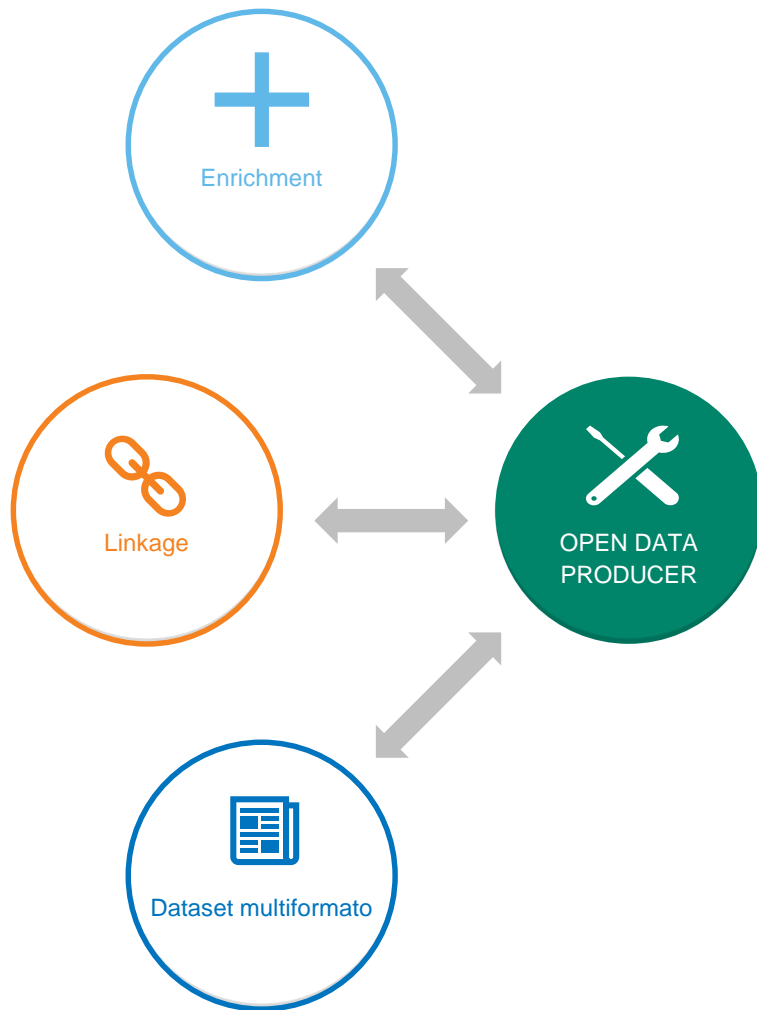 Enrichment
Linkage
OPEN DATA
PRODUCER
Dataset multiformato